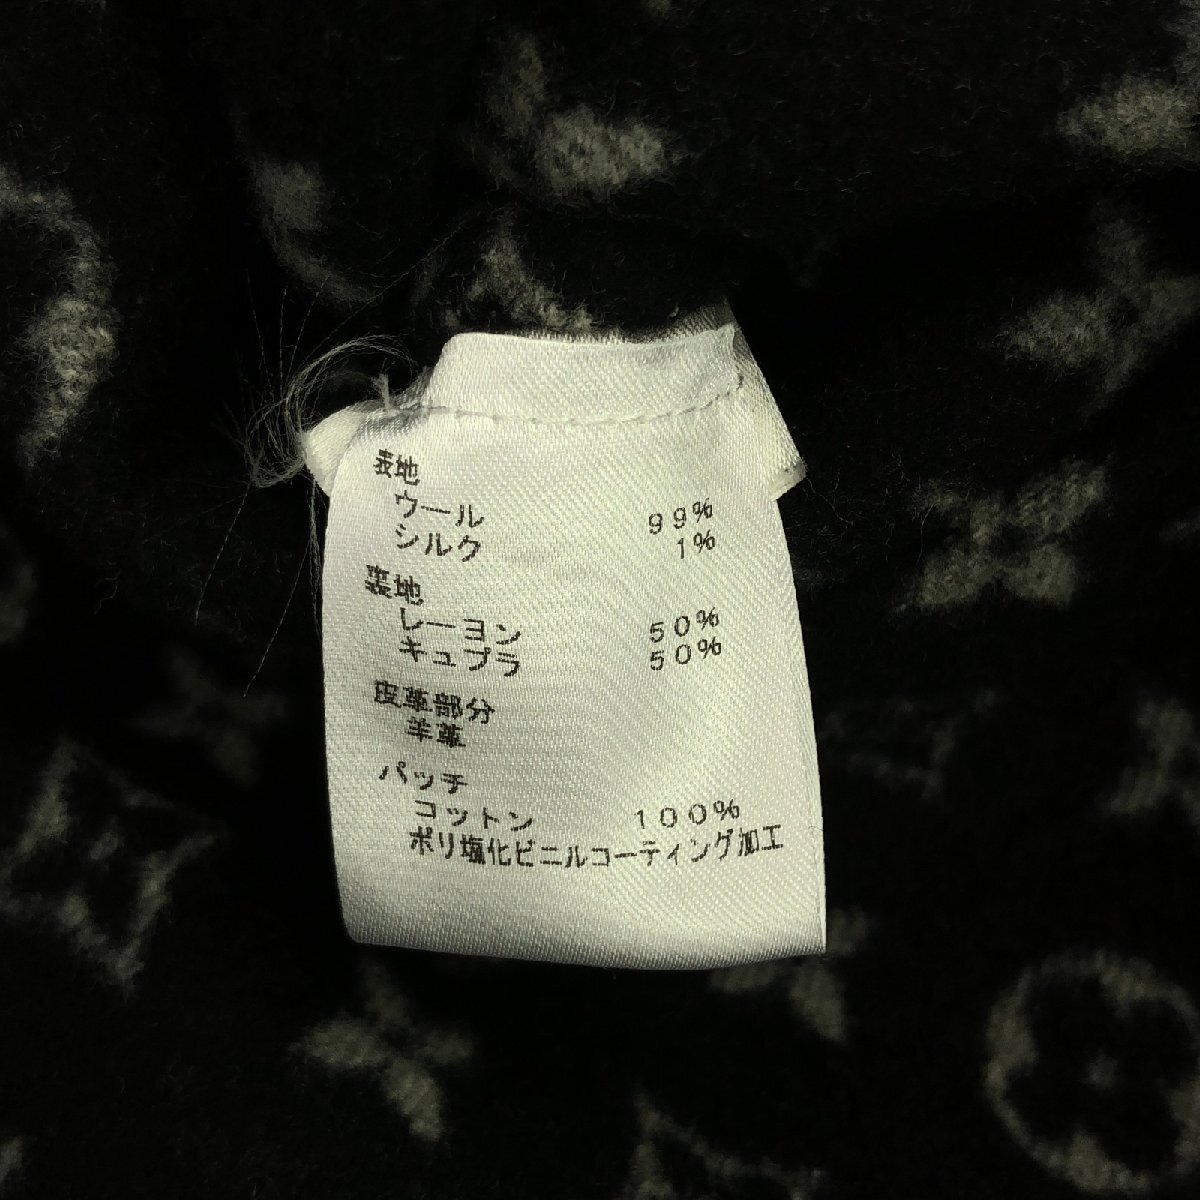 表地
ウール 99%
シルク 1%
裏地
レーヨン 50%
キュプラ 50%
皮革部分
羊革
パッチ
コットン 100%
ポリ塩化ビニルコーティング加工